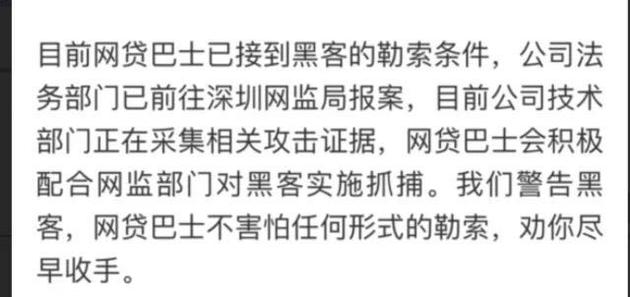 目前网贷巴士已接到黑客的勒索条件，公司法
务部门已前往深圳网监局报案，目前公司技术
部门正在采集相关攻击证据，网贷巴士会积极
配合网监部门对黑客实施抓捕。我们警告黑
客，网贷巴士不害怕任何形式的勒索，劝你尽
早收手。